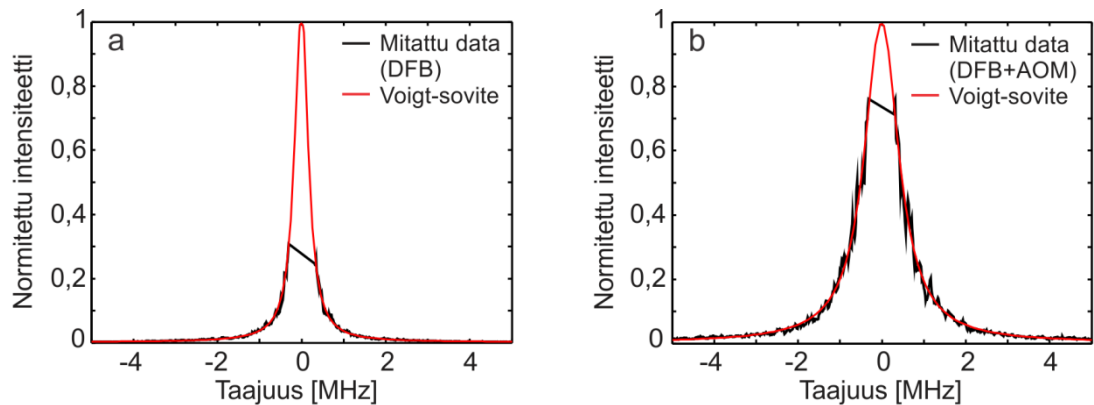 a
Mitattu data
(DFB)
Voigt-sovite
Normitettu intensiteetti
1
0,8
0,6
0,4
0,2
0
-4 -2 0 2 4
Taajuus [MHz]
b
Mitattu data
(DFB+AOM)
Voigt-sovite
Normitettu intensiteetti
1
0,8
0,6
0,4
0,2
0
-4 -2 0 2 4
Taajuus [MHz]